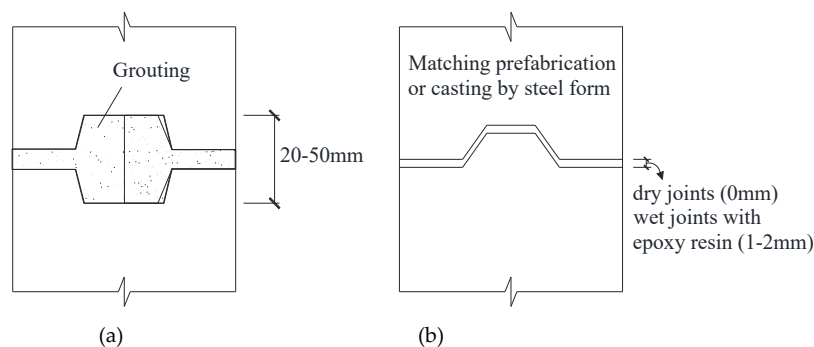 Grouting
20-50mm
(a)
Matching prefabrication
or casting by steel form
dry joints (0mm)
wet joints with
epoxy resin (1-2mm)
(b)